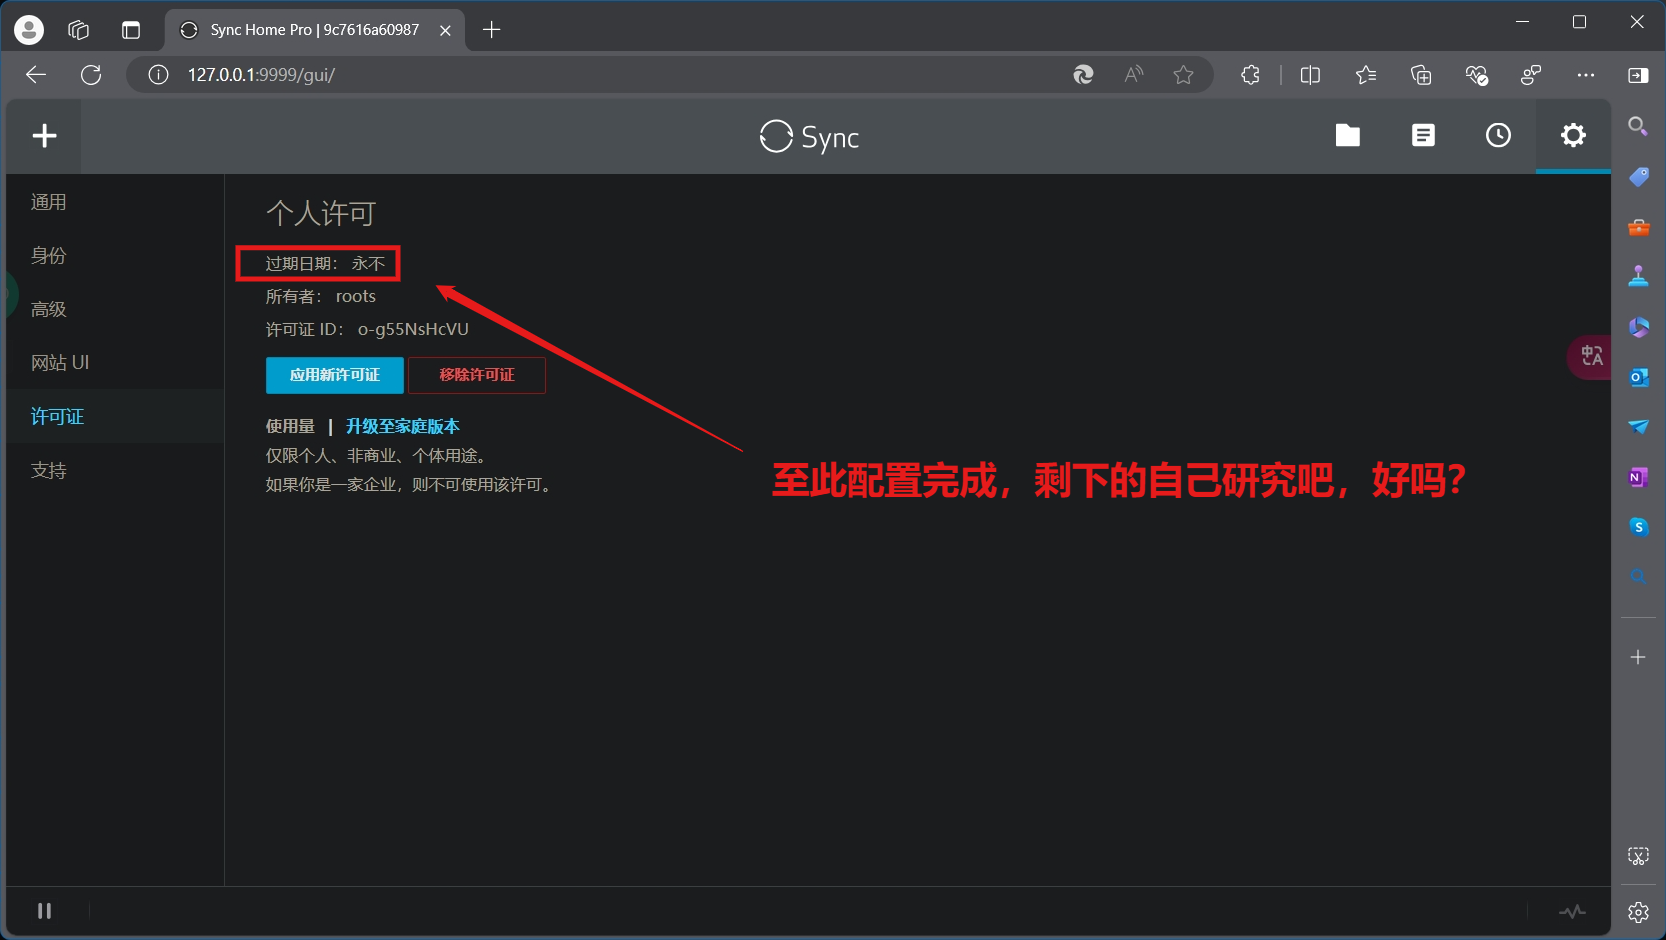 Sync Home Pro | 9c7616a60987
127.0.0.1:9999/gui/
Sync
通用
身份
高级
网站 UI
许可证
支持
个人许可
过期日期： 永不
所有者： roots
许可证 ID： o-g55NsHcVU
应用新许可证
移除许可证
使用量 | 升级至家庭版本
仅限个人、非商业、个体用途。
如果你是一家企业，则不可使用该许可。
至此配置完成，剩下的自己研究吧，好吗？